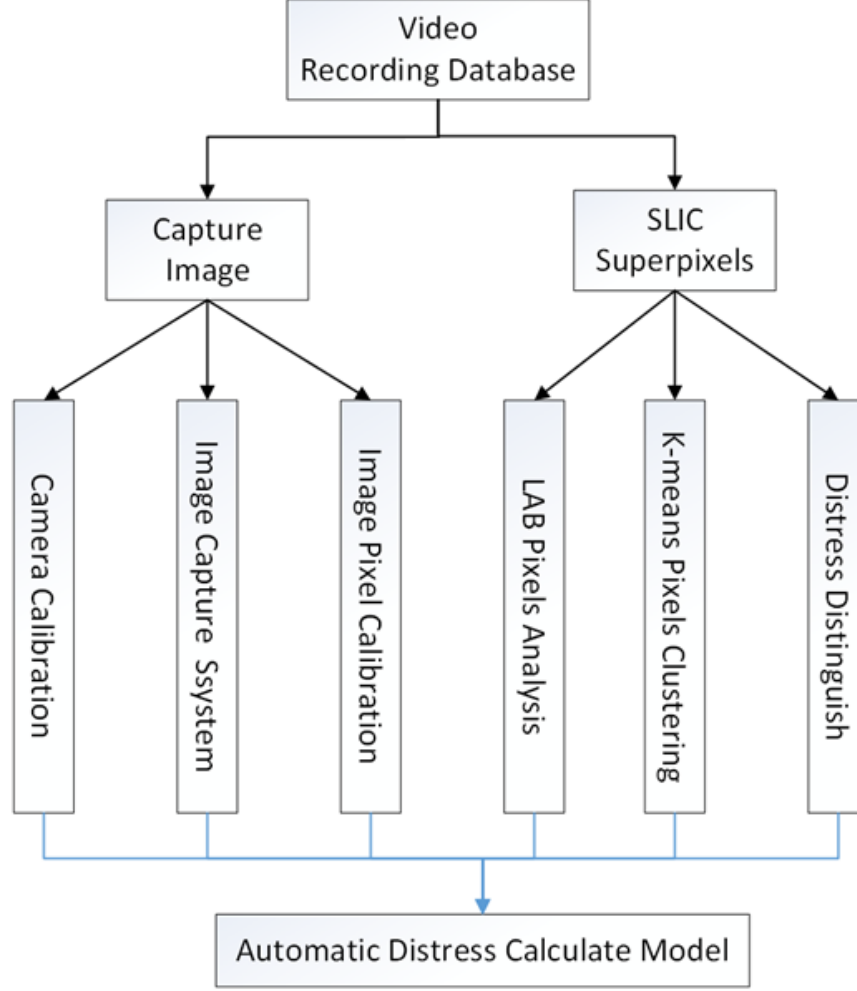 Video
Recording Database
Capture
Image
SLIC
Superpixels
Camera Calibration
Image Capture Ssystem
Image Pixel Calibration
LAB Pixels Analysis
K-means Pixels Clustering
Distress Distinguish
Automatic Distress Calculate Model